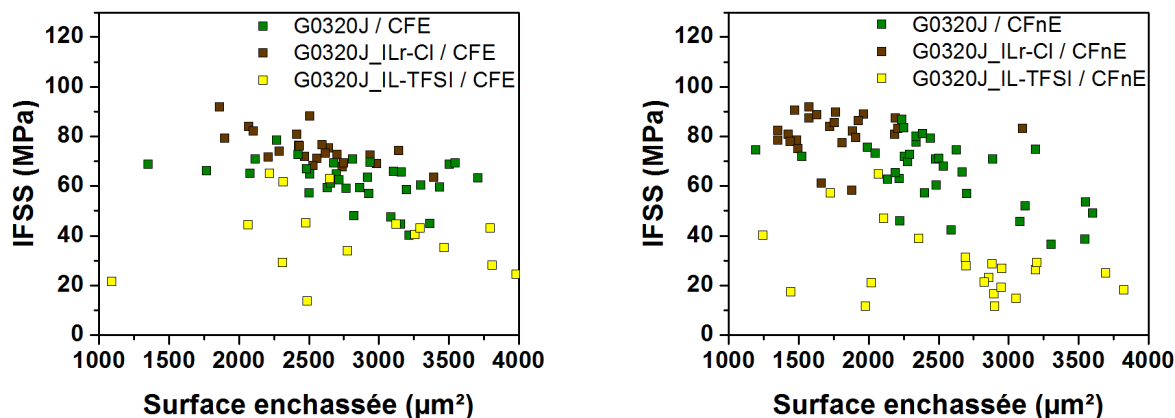 120
100
80
60
40
20
0
IFSS (MPa)
G0320J / CFE
G0320J_ILr-Cl / CFE
G0320J_IL-TFSI / CFE
1000 1500 2000 2500 3000 3500 4000
Surface enchassée (µm²)
120
100
80
60
40
20
0
IFSS (MPa)
G0320J / CFnE
G0320J_ILr-Cl / CFnE
G0320J_IL-TFSI / CFnE
1000 1500 2000 2500 3000 3500 4000
Surface enchassée (µm²)